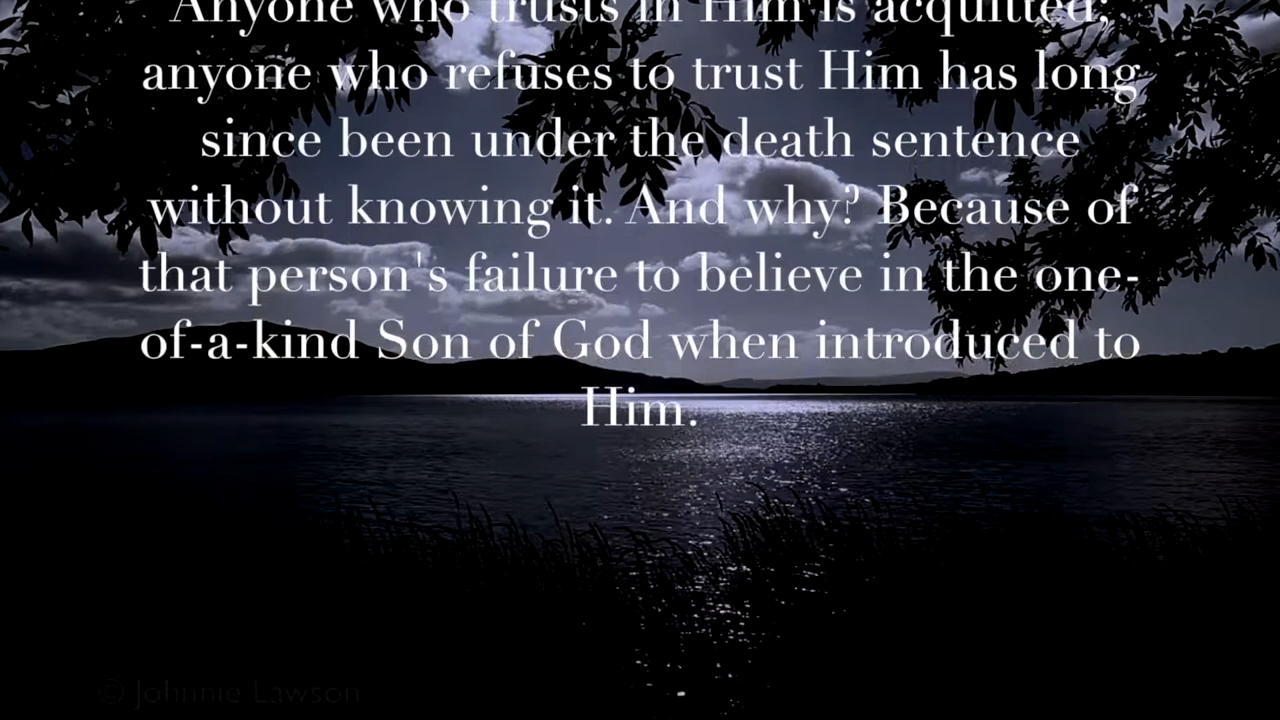 Anyone who trusts in Him is acquitted;
anyone who refuses to trust Him has long
since been under the death sentence
without knowing it. And why? Because of
that person's failure to believe in the one-
of-a-kind Son of God when introduced to
Him.
© Johnnie Lawson